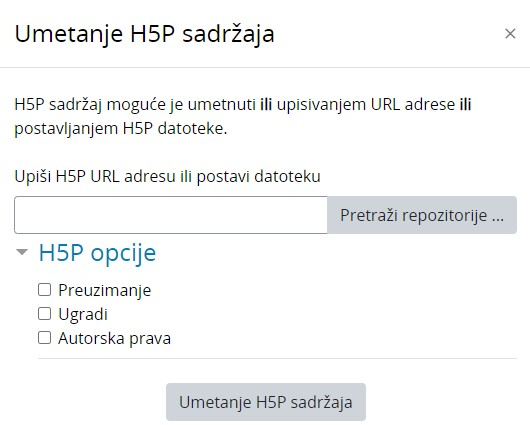 Umetanje H5P sadržaja
×
H5P sadržaj moguće je umetnuti ili upisivanjem URL adrese ili
postavljanjem H5P datoteke.
Upiši H5P URL adresu ili postavi datoteku
Pretraži repozitorije ...
H5P opcije
Preuzimanje
Ugradi
Autorska prava
Umetanje H5P sadržaja